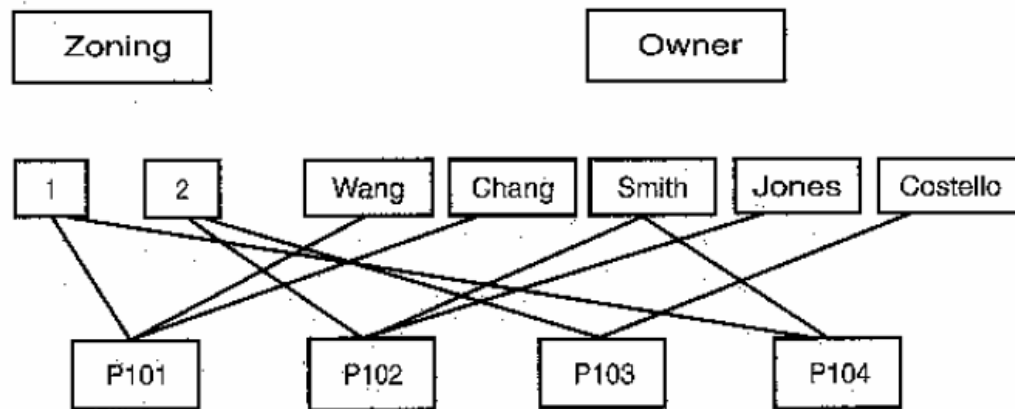 Zoning Owner
1 2 Wang Chang Smith Jones Costello
P101 P102 P103 P104